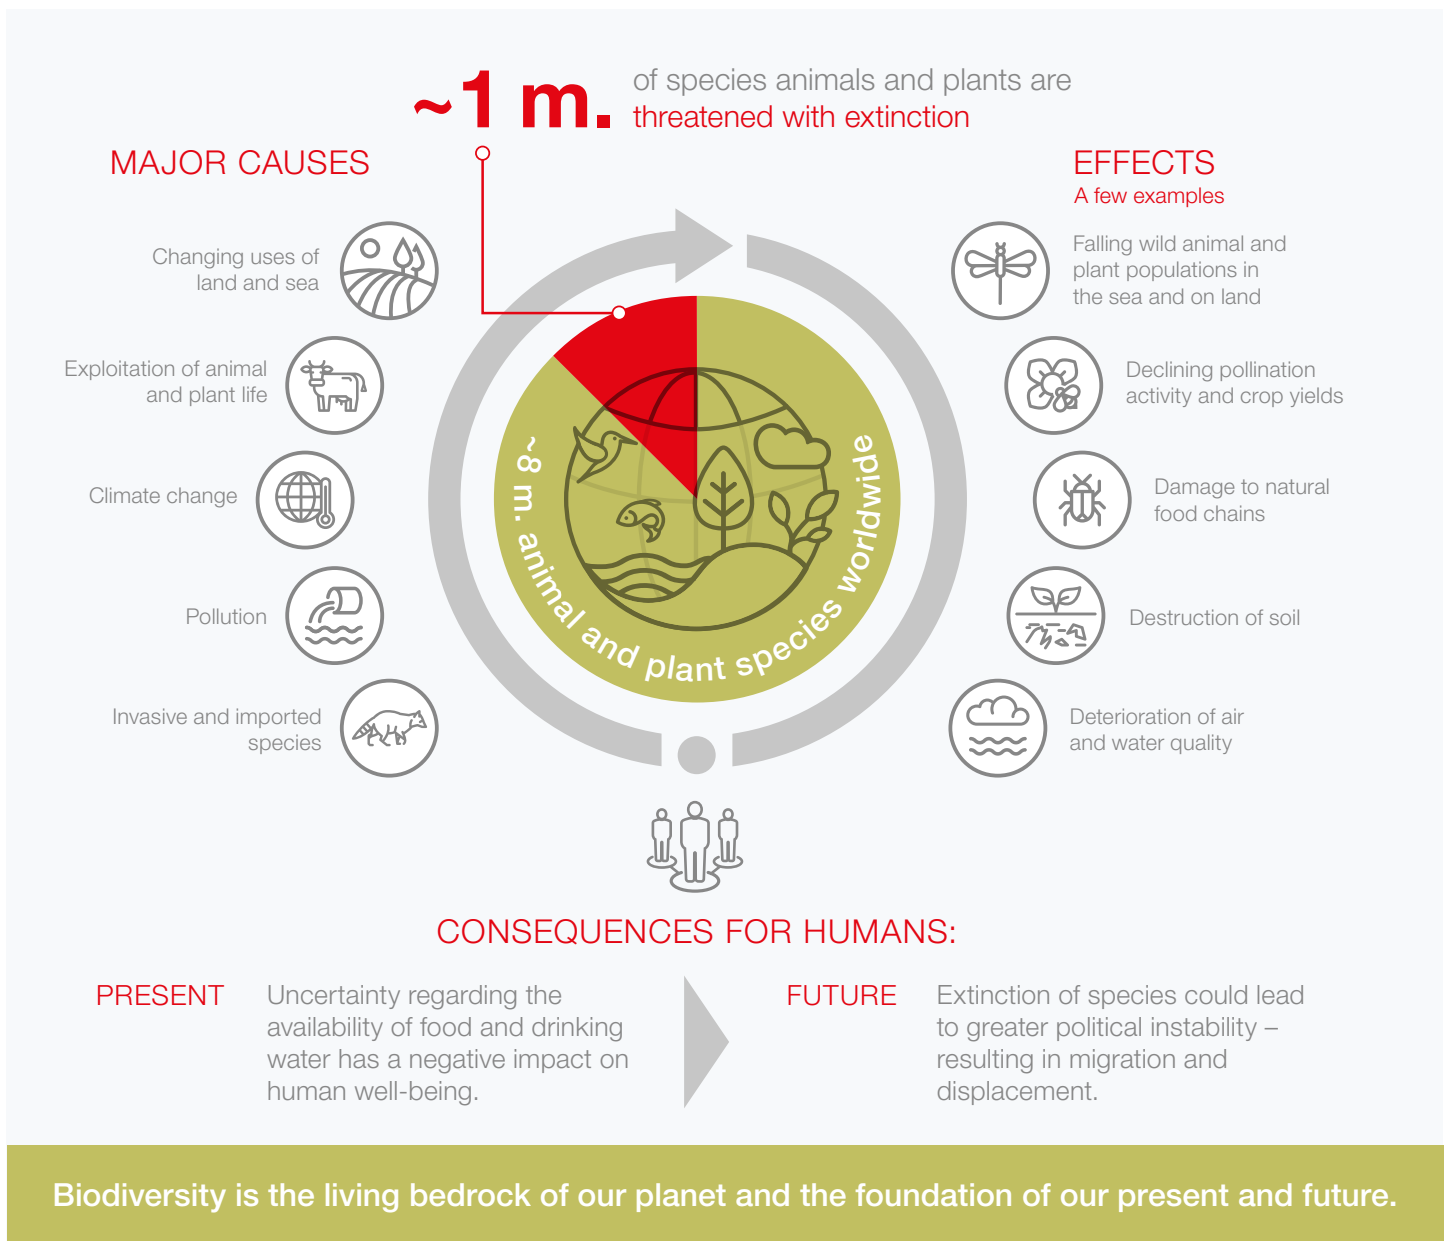 ~1 m.
of species animals and plants are
threatened with extinction
MAJOR CAUSES
Changing uses of
land and sea
Exploitation of animal
and plant life
Climate change
Pollution
Invasive and imported
species
~8 m. animal and plant species worldwide
EFFECTS
A few examples
Falling wild animal and
plant populations in
the sea and on land
Declining pollination
activity and crop yields
Damage to natural
food chains
Destruction of soil
Deterioration of air
and water quality
CONSEQUENCES FOR HUMANS:
PRESENT
Uncertainty regarding the
availability of food and drinking
water has a negative impact on
human well-being.
FUTURE
Extinction of species could lead
to greater political instability –
resulting in migration and
displacement.
Biodiversity is the living bedrock of our planet and the foundation of our present and future.